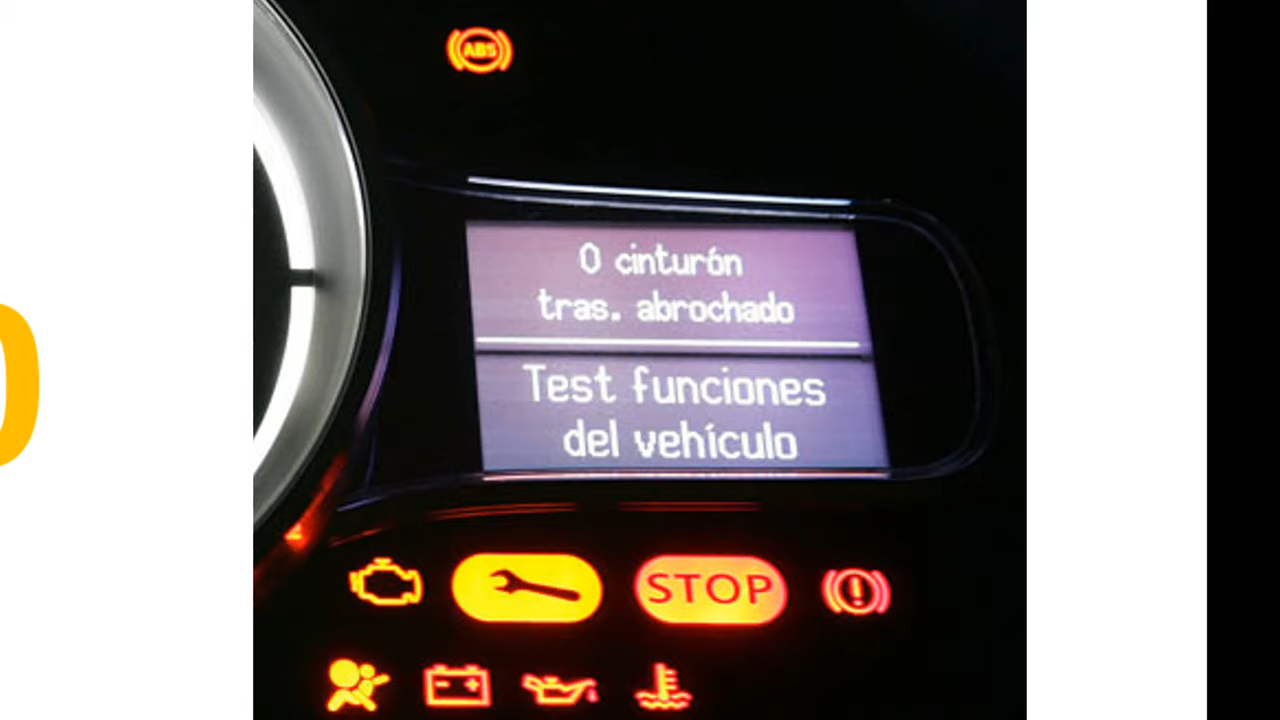 ABS
0 cinturón
tras. abrochado
Test funciones
del vehículo
STOP